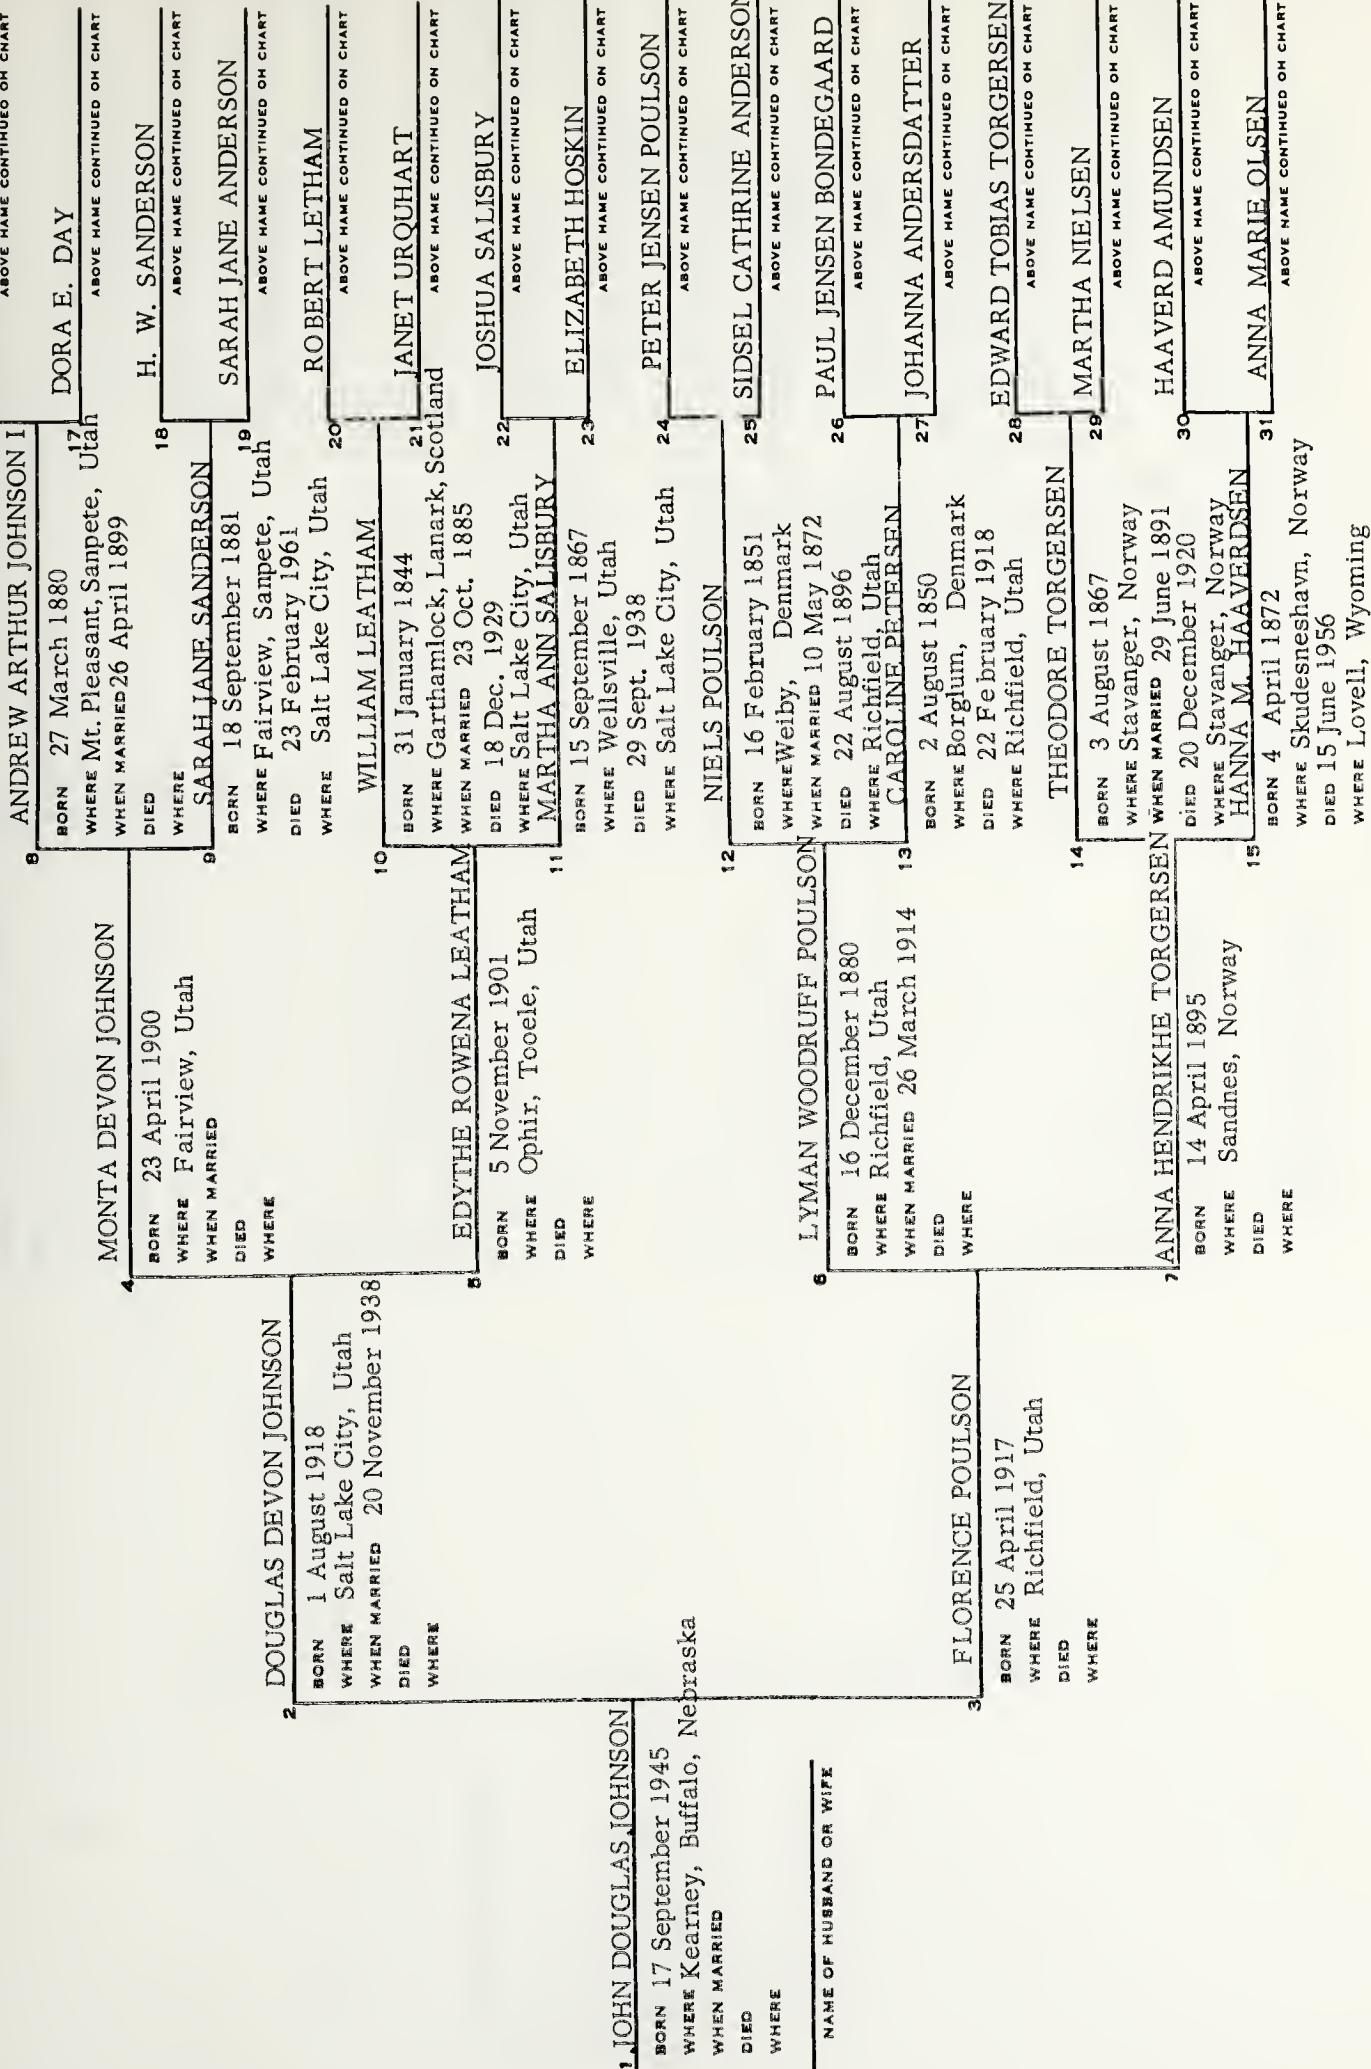 1 JOHN DOUGLAS JOHNSON
BORN 17 September 1945
WHERE Kearney, Buffalo, Nebraska
WHEN MARRIED
DIED
WHERE
NAME OF HUSBAND OR WIFE
2 DOUGLAS DEVON JOHNSON
BORN 1 August 1918
WHERE Salt Lake City, Utah
WHEN MARRIED 20 November 1938
DIED
WHERE
3 FLORENCE POULSON
BORN 25 April 1917
WHERE Richfield, Utah
DIED
WHERE
4 MONTA DEVON JOHNSON
BORN 23 April 1900
WHERE Fairview, Utah
WHEN MARRIED
DIED
WHERE
5 EDYTHE ROWENA LEATHAM
BORN 5 November 1901
WHERE Ophir, Tooele, Utah
DIED
WHERE
6 LYMAN WOODRUFF POULSON
BORN 16 December 1880
WHERE Richfield, Utah
WHEN MARRIED 26 March 1914
DIED
WHERE
7 ANNA HENDRIKHE TORGERSEN
BORN 14 April 1895
WHERE Sandnes, Norway
DIED
WHERE
8 ANDREW ARTHUR JOHNSON I
BORN 27 March 1880
WHERE Mt. Pleasant, Sanpete, Utah
WHEN MARRIED 26 April 1899
DIED
WHERE
9 SARAH JANE SANDERSON
BORN 18 September 1881
WHERE Fairview, Sanpete, Utah
DIED 23 February 1961
WHERE Salt Lake City, Utah
10 WILLIAM LEATHAM
BORN 31 January 1844
WHERE Garthamlock, Lanark, Scotland
WHEN MARRIED 23 Oct. 1885
DIED 18 Dec. 1929
WHERE Salt Lake City, Utah
11 MARTHA ANN SALISBURY
BORN 15 September 1867
WHERE Wellsville, Utah
DIED 29 Sept. 1938
WHERE Salt Lake City, Utah
12 NIELS POULSON
BORN 16 February 1851
WHERE Weiby, Denmark
WHEN MARRIED 10 May 1872
DIED 22 August 1896
WHERE Richfield, Utah
13 CAROLINE PETERSEN
BORN 2 August 1850
WHERE Borglum, Denmark
DIED 22 February 1918
WHERE Richfield, Utah
14 THEODORE TORGERSEN
BORN 3 August 1867
WHERE Stavanger, Norway
WHEN MARRIED 29 June 1891
DIED 20 December 1920
WHERE Stavanger, Norway
15 HANNA M. HAAVERDSEN
BORN 4 April 1872
WHERE Skudesneshavn, Norway
DIED 15 June 1956
WHERE Lovell, Wyoming
ABOVE NAME CONTINUED ON CHART
17 DORA E. DAY
ABOVE NAME CONTINUED ON CHART
18 H. W. SANDERSON
ABOVE NAME CONTINUED ON CHART
19 SARAH JANE ANDERSON
ABOVE NAME CONTINUED ON CHART
20 ROBERT LETHAM
ABOVE NAME CONTINUED ON CHART
21 JANET URQUHART
ABOVE NAME CONTINUED ON CHART
22 JOSHUA SALISBURY
ABOVE NAME CONTINUED ON CHART
23 ELIZABETH HOSKIN
ABOVE NAME CONTINUED ON CHART
24 PETER JENSEN POULSON
ABOVE NAME CONTINUED ON CHART
25 SIDSEL CATHRINE ANDERSON
ABOVE NAME CONTINUED ON CHART
26 PAUL JENSEN BONDEGAARD
ABOVE NAME CONTINUED ON CHART
27 JOHANNA ANDERSDATTER
ABOVE NAME CONTINUED ON CHART
28 EDWARD TOBIAS TORGERSEN
ABOVE NAME CONTINUED ON CHART
29 MARTHA NIELSEN
ABOVE NAME CONTINUED ON CHART
30 HAAVERD AMUNDSEN
ABOVE NAME CONTINUED ON CHART
31 ANNA MARIE OLSEN
ABOVE NAME CONTINUED ON CHART